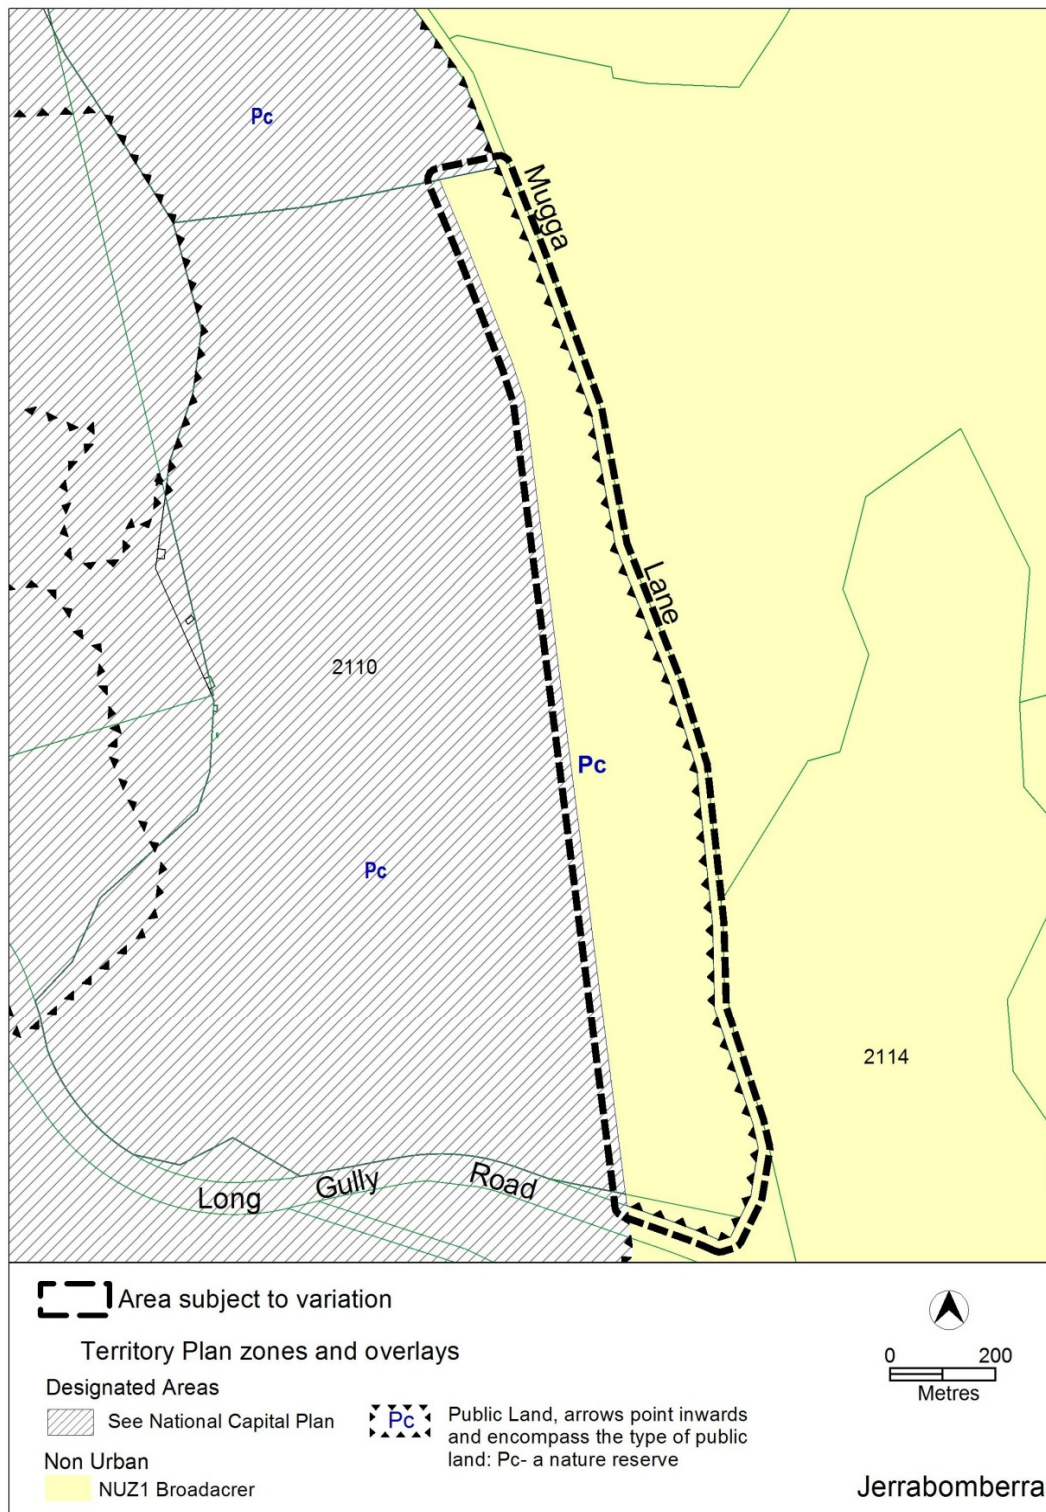 Pc
Mugga
Lane
2110
Pc
Pc
2114
Long Gully Road
Area subject to variation
Territory Plan zones and overlays
Designated Areas
See National Capital Plan
Non Urban
NUZ1 Broadacrer
Pc
Public Land, arrows point inwards
and encompass the type of public
land: Pc- a nature reserve
0 200
Metres
Jerrabomberra